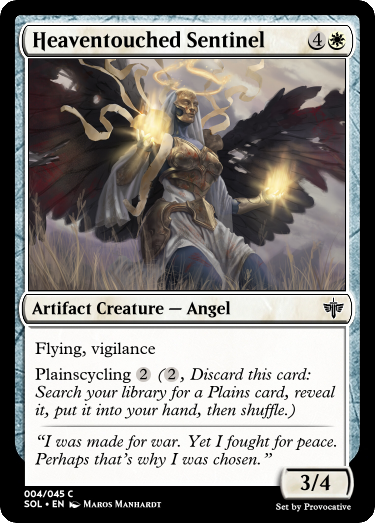 Heaventouched Sentinel 4
Artifact Creature — Angel
Flying, vigilance
Plainscycling 2 (2, Discard this card:
Search your library for a Plains card, reveal
it, put it into your hand, then shuffle.)
“I was made for war. Yet I fought for peace.
Perhaps that’s why I was chosen.”
3/4
004/045 C
SOL • EN Maros Manhardt
Set by Provocative